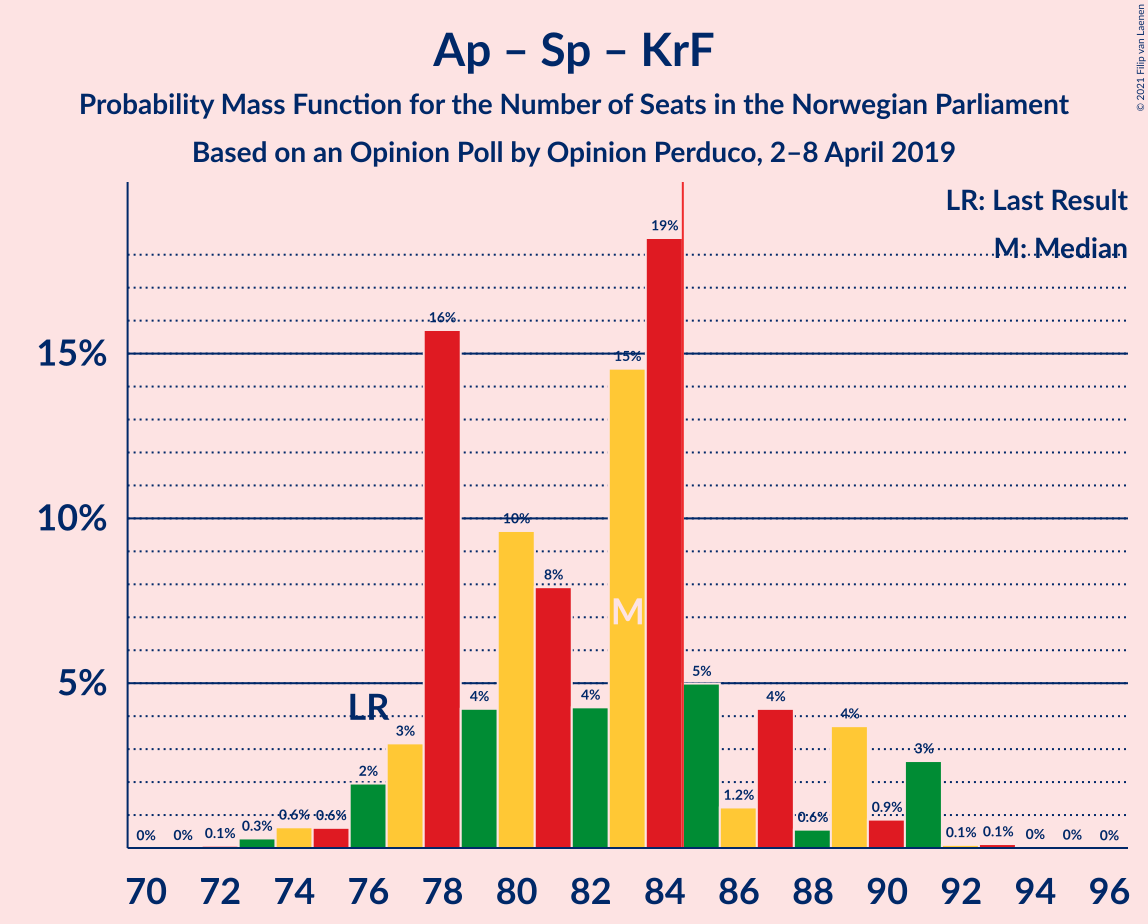 Ap – Sp – KrF
Probability Mass Function for the Number of Seats in the Norwegian Parliament
Based on an Opinion Poll by Opinion Perduco, 2–8 April 2019
© 2021 Filip van Laenen
LR: Last Result
M: Median
15%
10%
5%
0% 0% 0.1% 0.3% 0.6% 0.6% 2% 3% 16% 4% 10% 8% 4% 15% 19% 5% 1.2% 4% 0.6% 4% 0.9% 3% 0.1% 0.1% 0% 0% 0%
LR
M
70 72 74 76 78 80 82 84 86 88 90 92 94 96